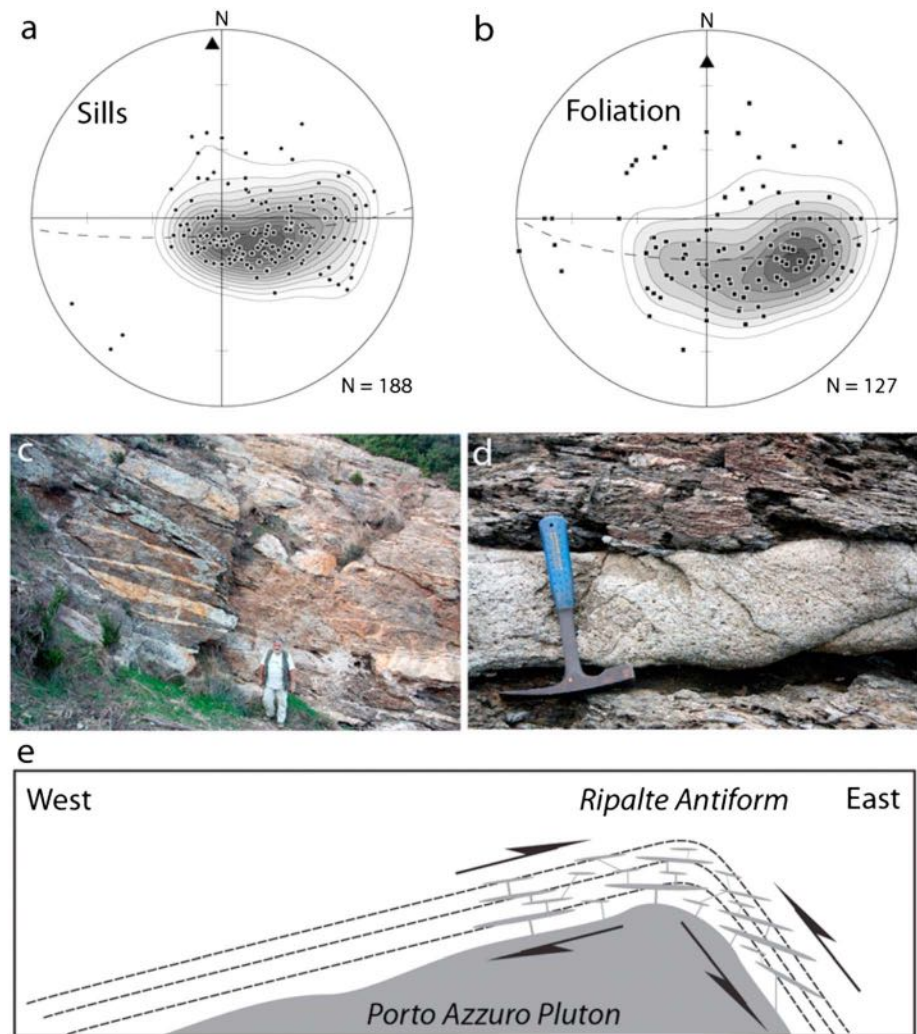 a
N
Sills
N = 188
b
N
Foliation
N = 127
c
d
e
West
Ripalte Antiform
East
Porto Azzuro Pluton